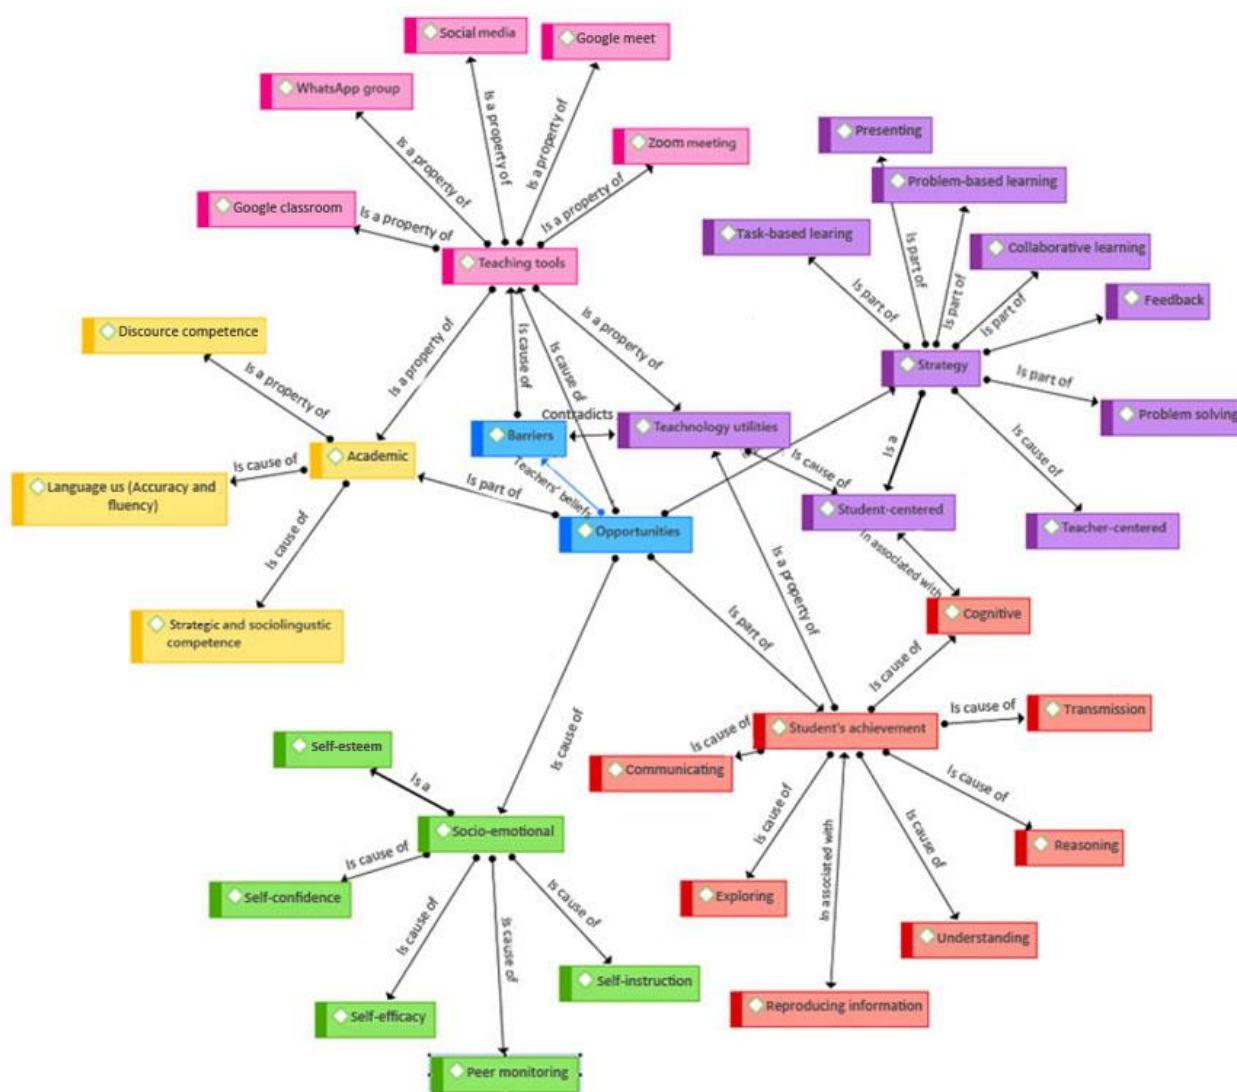 Social media
Google meet
WhatsApp group
Zoom meeting
Google classroom
Is a property of
Is a property of
Is a property of
Is a property of
Is a property of
Teaching tools
Presenting
Problem-based learning
Task-based learing
Collaborative learning
Feedback
Is part of
Is part of
Is part of
Is part of
Is part of
Strategy
Problem solving
Discource competence
Is a property of
Is a property of
Is cause of
Is cause of
Is a property of
Contradicts
Barriers
Teachnology utilities
Academic
Is cause of
Language us (Accuracy and
fluency)
Is part of
Teachers' beliefs
Opportunities
Is cause of
Is a
Is cause of
Student-centered
Teacher-centered
Is cause of
Strategic and sociolingustic
competence
In associated with
Cognitive
Is a property of
Is part of
Is cause of
Is cause of
Transmission
Student's achievement
Is cause of
Communicating
Is cause of
Self-esteem
Is a
Socio-emotional
Is cause of
Self-confidence
Is cause of
Is cause of
Is cause of
Self-instruction
Self-efficacy
Peer monitoring
Is cause of
Exploring
In associated with
Is cause of
Is cause of
Reasoning
Understanding
Reproducing information